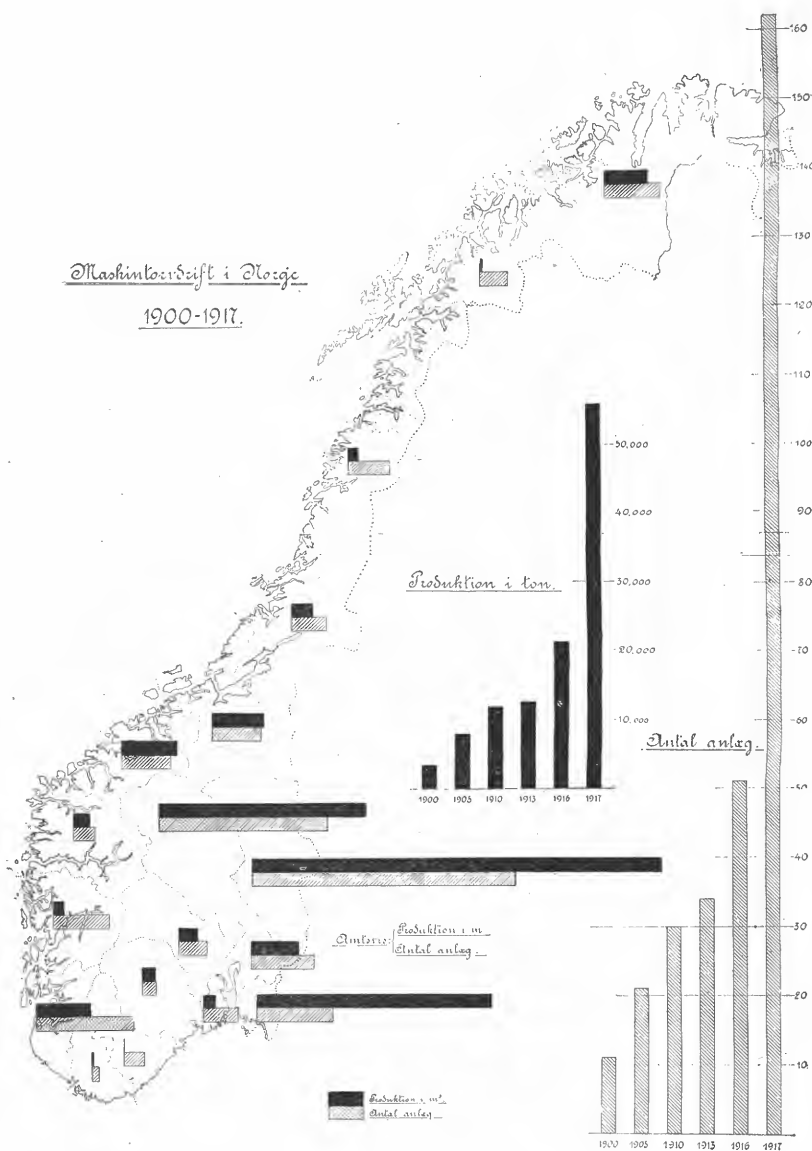 Maskintorvdrift i Norge
1900-1917.
Produktion i ton.
50,000
40,000
30,000
20,000
10,000
1900 1905 1910 1913 1916 1917
Antal anlæg.
160
150
140
130
120
110
100
90
80
70
60
50
40
30
20
10
1900 1905 1910 1913 1916 1917
Amtsvis: Produktion i m.
Antal anlæg.
Produktion i m³.
Antal anlæg